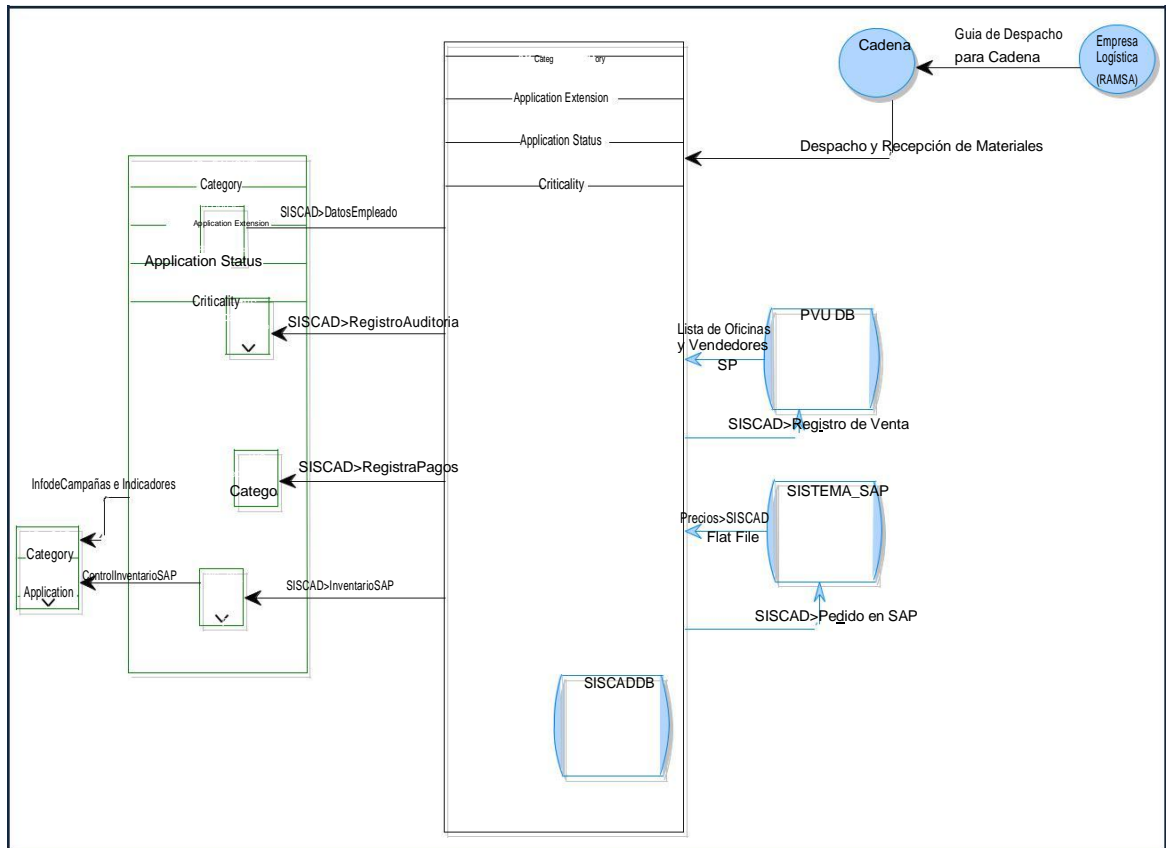 Cadena
Guia de Despacho
para Cadena
Empresa
Logística
(RAMSA)
Categ ory
Application Extension
Application Status
Criticality
Despacho y Recepción de Materiales
Category
Application Extension
Application Status
Criticality
SISCAD>DatosEmpleado
SISCAD>RegistroAuditoria
SISCAD>RegistraPagos
Catego
SISCAD>InventarioSAP
InfodeCampañas e Indicadores
Category
Application
ControlInventarioSAP
PVU DB
Lista de Oficinas
y Vendedores
SP
SISCAD>Registro de Venta
SISTEMA_SAP
Precios>SISCAD
Flat File
SISCAD>Pedido en SAP
SISCADDB